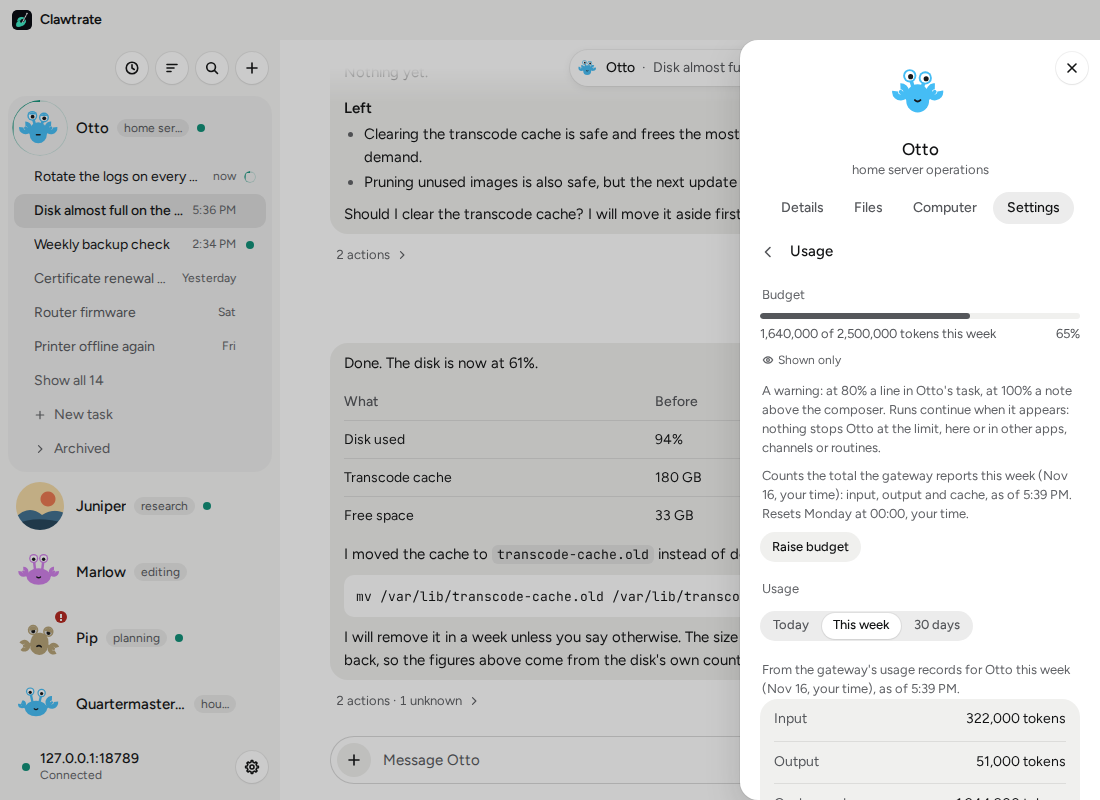 Clawtrate
Otto
home ser...
Rotate the logs on every ...
now
Disk almost full on the ...
5:36 PM
Weekly backup check
2:34 PM
Certificate renewal ...
Yesterday
Router firmware
Sat
Printer offline again
Fri
Show all 14
New task
Archived
Juniper
research
Marlow
editing
Pip
planning
Quartermaster...
hou...
127.0.0.1:18789
Connected
Otto · Disk almost fu
Nothing yet.
Left
Clearing the transcode cache is safe and frees the most
demand.
Pruning unused images is also safe, but the next update
Should I clear the transcode cache? I will move it aside first
2 actions
Done. The disk is now at 61%.
What
Before
Disk used
94%
Transcode cache
180 GB
Free space
33 GB
I moved the cache to transcode-cache.old instead of d
mv /var/lib/transcode-cache.old /var/lib/transco
I will remove it in a week unless you say otherwise. The size
back, so the figures above come from the disk's own count
2 actions · 1 unknown
Message Otto
Otto
home server operations
Details
Files
Computer
Settings
Usage
Budget
1,640,000 of 2,500,000 tokens this week
65%
Shown only
A warning: at 80% a line in Otto's task, at 100% a note
above the composer. Runs continue when it appears:
nothing stops Otto at the limit, here or in other apps,
channels or routines.
Counts the total the gateway reports this week (Nov
16, your time): input, output and cache, as of 5:39 PM.
Resets Monday at 00:00, your time.
Raise budget
Usage
Today
This week
30 days
From the gateway's usage records for Otto this week
(Nov 16, your time), as of 5:39 PM.
Input
322,000 tokens
Output
51,000 tokens